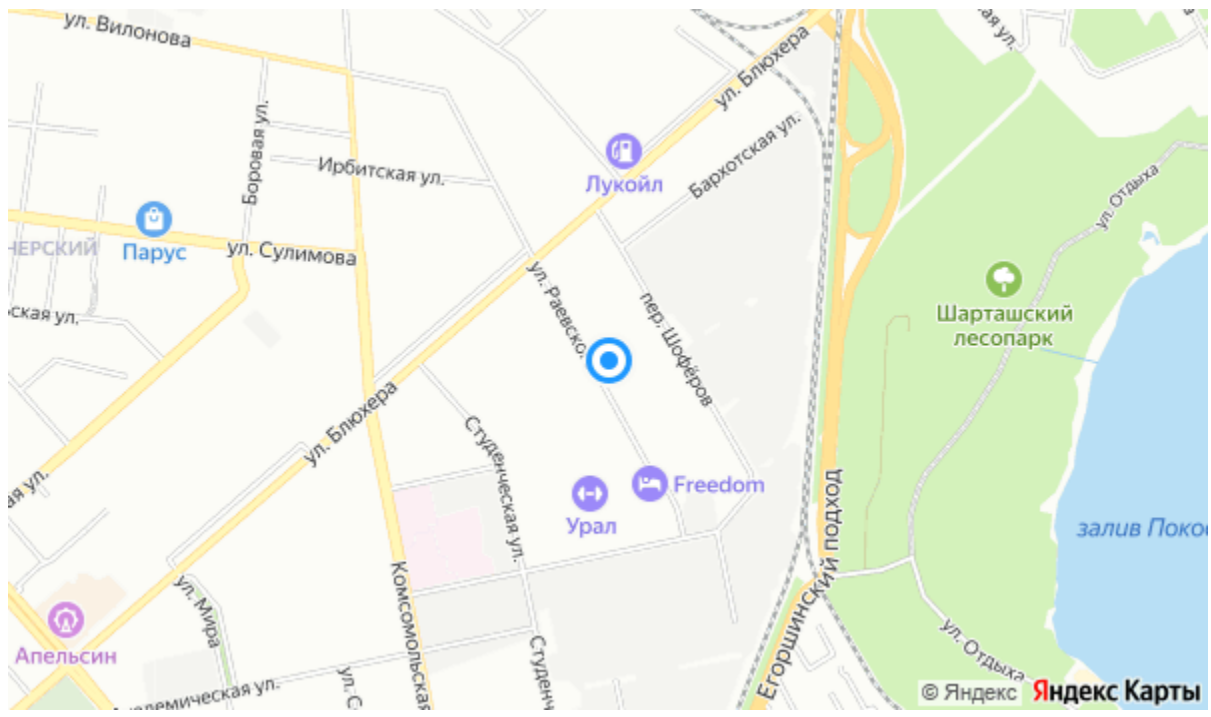 ул. Вилонова
ул. Блюхера
Боровая ул.
Ирбитская ул.
Лукойл
Бархотская ул.
ул. Отдыха
Парус
ул. Сулимова
ул. Раевско
пер. Шофёров
Шарташский
лесопарк
ул. Блюхера
Студенческая ул.
Freedom
Урал
Егоршинский подход
залив Покос
Комсомольская
ул. Мира
Апельсин
ул. Отдыха
© Яндекс Яндекс Карты